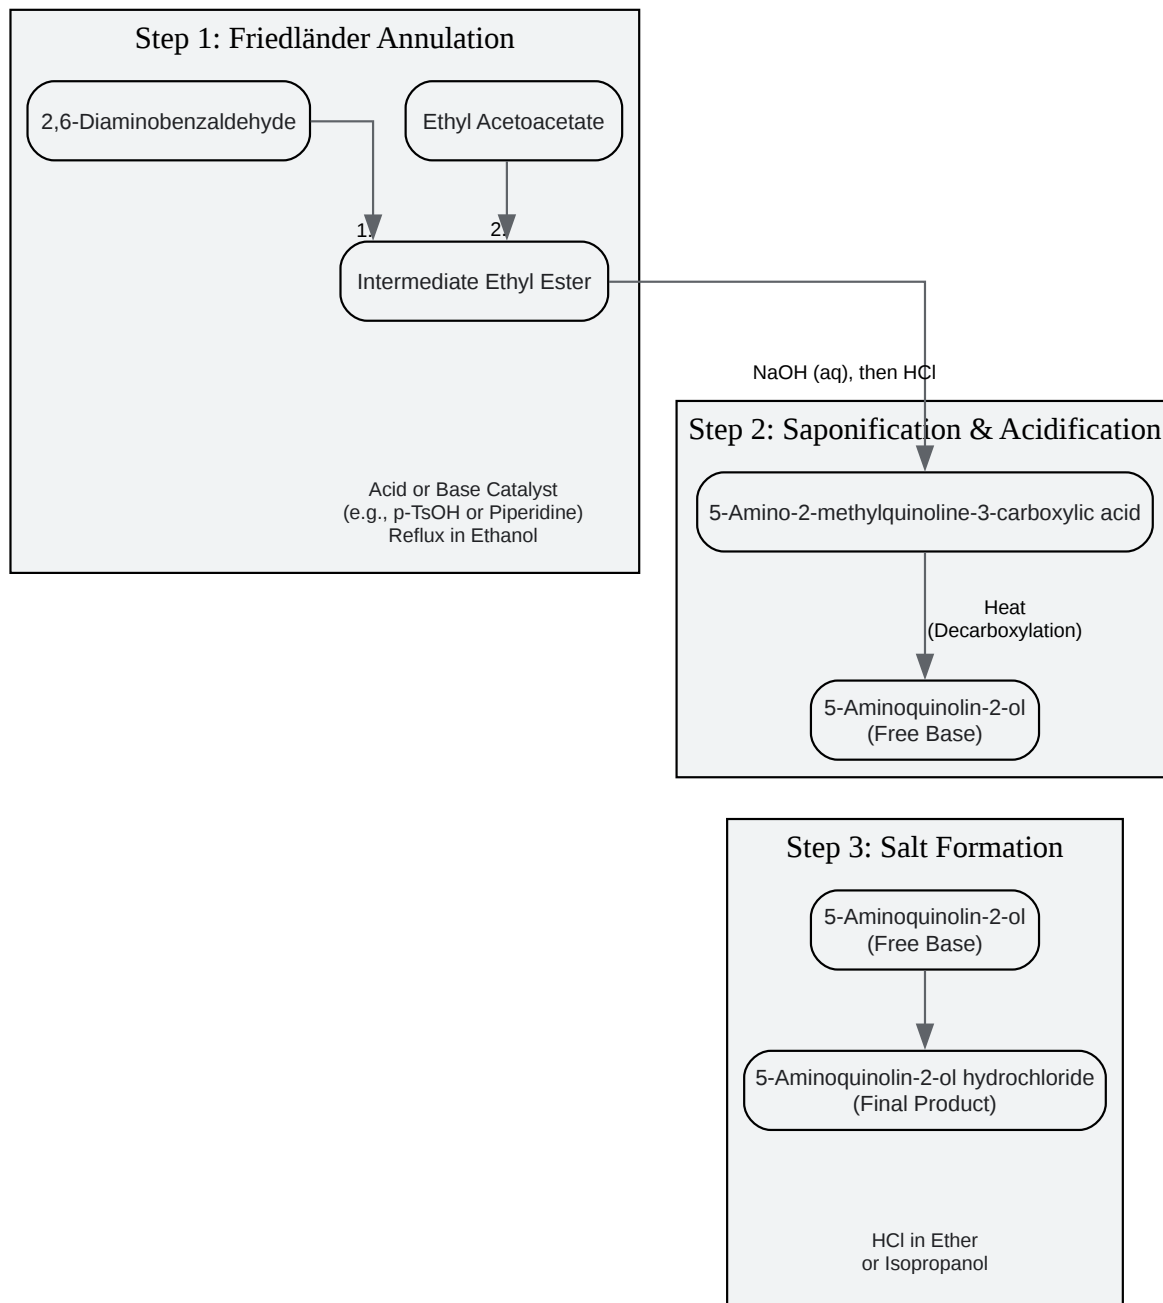 Step 1: Friedländer Annulation
2,6-Diaminobenzaldehyde
Ethyl Acetoacetate
1.
2.
Intermediate Ethyl Ester
NaOH (aq), then HCl
Acid or Base Catalyst
(e.g., p-TsOH or Piperidine)
Reflux in Ethanol
Step 2: Saponification & Acidification
5-Amino-2-methylquinoline-3-carboxylic acid
Heat
(Decarboxylation)
5-Aminoquinolin-2-ol
(Free Base)
Step 3: Salt Formation
5-Aminoquinolin-2-ol
(Free Base)
5-Aminoquinolin-2-ol hydrochloride
(Final Product)
HCl in Ether
or Isopropanol